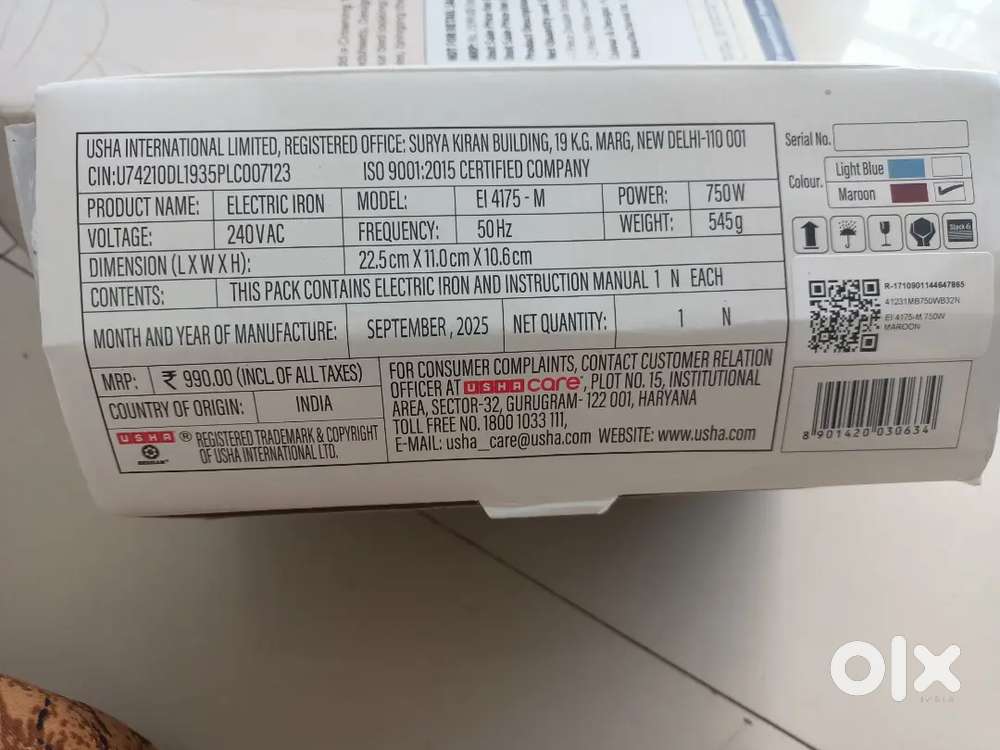 USHA INTERNATIONAL LIMITED, REGISTERED OFFICE: SURYA KIRAN BUILDING, 19 K.G. MARG, NEW DELHI-110 001
CIN:U74210DL1935PLC007123 ISO 9001:2015 CERTIFIED COMPANY
PRODUCT NAME: ELECTRIC IRON MODEL: EI 4175 - M POWER: 750W
VOLTAGE: 240VAC FREQUENCY: 50Hz WEIGHT: 545g
DIMENSION (L X W X H): 22.5cm X 11.0cm X 10.6cm
CONTENTS: THIS PACK CONTAINS ELECTRIC IRON AND INSTRUCTION MANUAL 1 N EACH
MONTH AND YEAR OF MANUFACTURE: SEPTEMBER, 2025 NET QUANTITY: 1 N
MRP: ₹ 990.00 (INCL. OF ALL TAXES)
COUNTRY OF ORIGIN: INDIA
USHA ® REGISTERED TRADEMARK & COPYRIGHT
OF USHA INTERNATIONAL LTD.
FOR CONSUMER COMPLAINTS, CONTACT CUSTOMER RELATION
OFFICER AT USHA care, PLOT NO. 15, INSTITUTIONAL
AREA, SECTOR-32, GURUGRAM- 122 001, HARYANA
TOLL FREE NO. 1800 1033 111,
E-MAIL: usha_care@usha.com WEBSITE: www.usha.com
Serial No.
Colour. Light Blue
Maroon
R-1710901144647865
41231MB750WB32N
EI 4175-M 750W
MAROON
8 901420 030634
olx